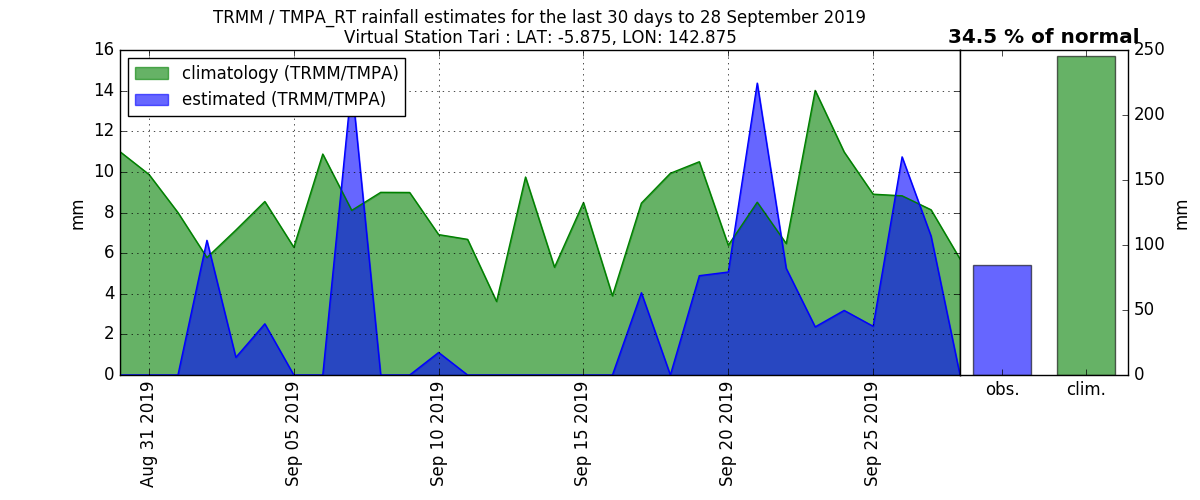 TRMM / TMPA_RT rainfall estimates for the last 30 days to 28 September 2019
Virtual Station Tari : LAT: -5.875, LON: 142.875
34.5 % of normal
climatology (TRMM/TMPA)
estimated (TRMM/TMPA)
mm
16
14
12
10
8
6
4
2
0
Aug 31 2019
Sep 05 2019
Sep 10 2019
Sep 15 2019
Sep 20 2019
Sep 25 2019
obs.
clim.
250
200
150
100
50
0
mm